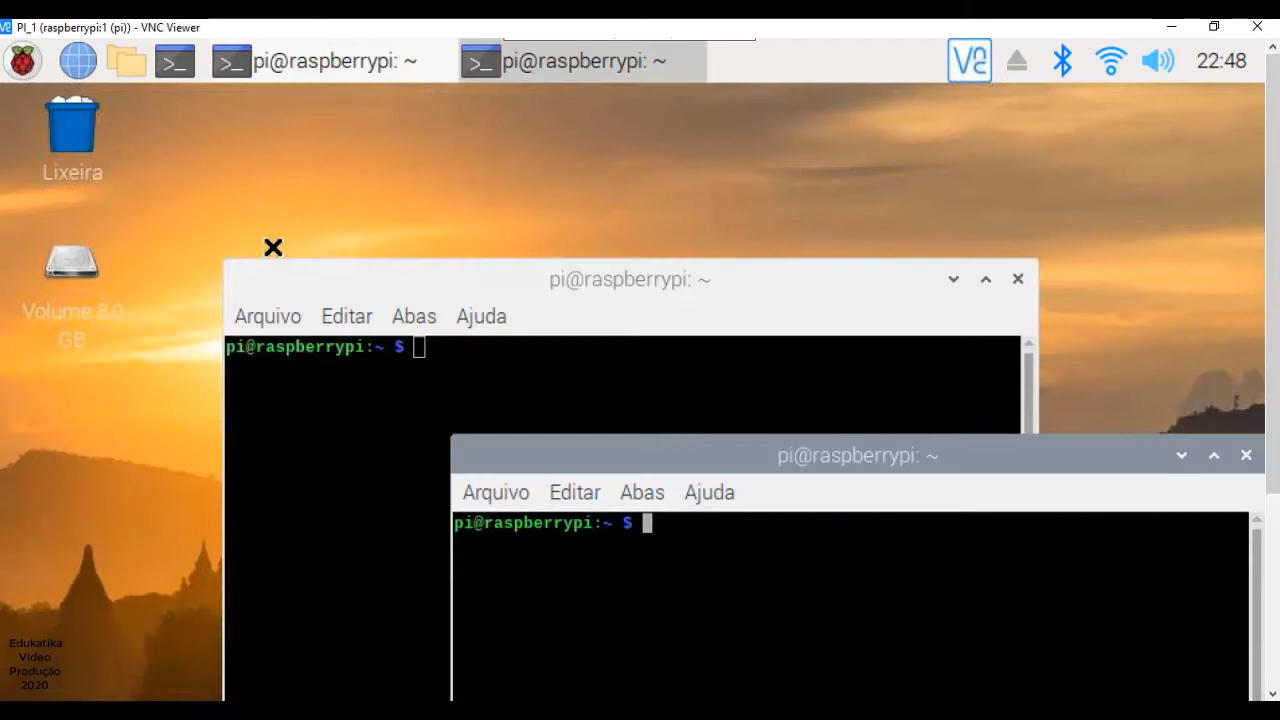 PI_1 (raspberrypi:1 (pi)) - VNC Viewer
pi@raspberrypi: ~
pi@raspberrypi: ~
22:48
Lixeira
Volume 8.0
GB
pi@raspberrypi: ~
Arquivo Editar Abas Ajuda
pi@raspberrypi:~ $
pi@raspberrypi: ~
Arquivo Editar Abas Ajuda
pi@raspberrypi:~ $
Edukatika
Video
Produção
2020